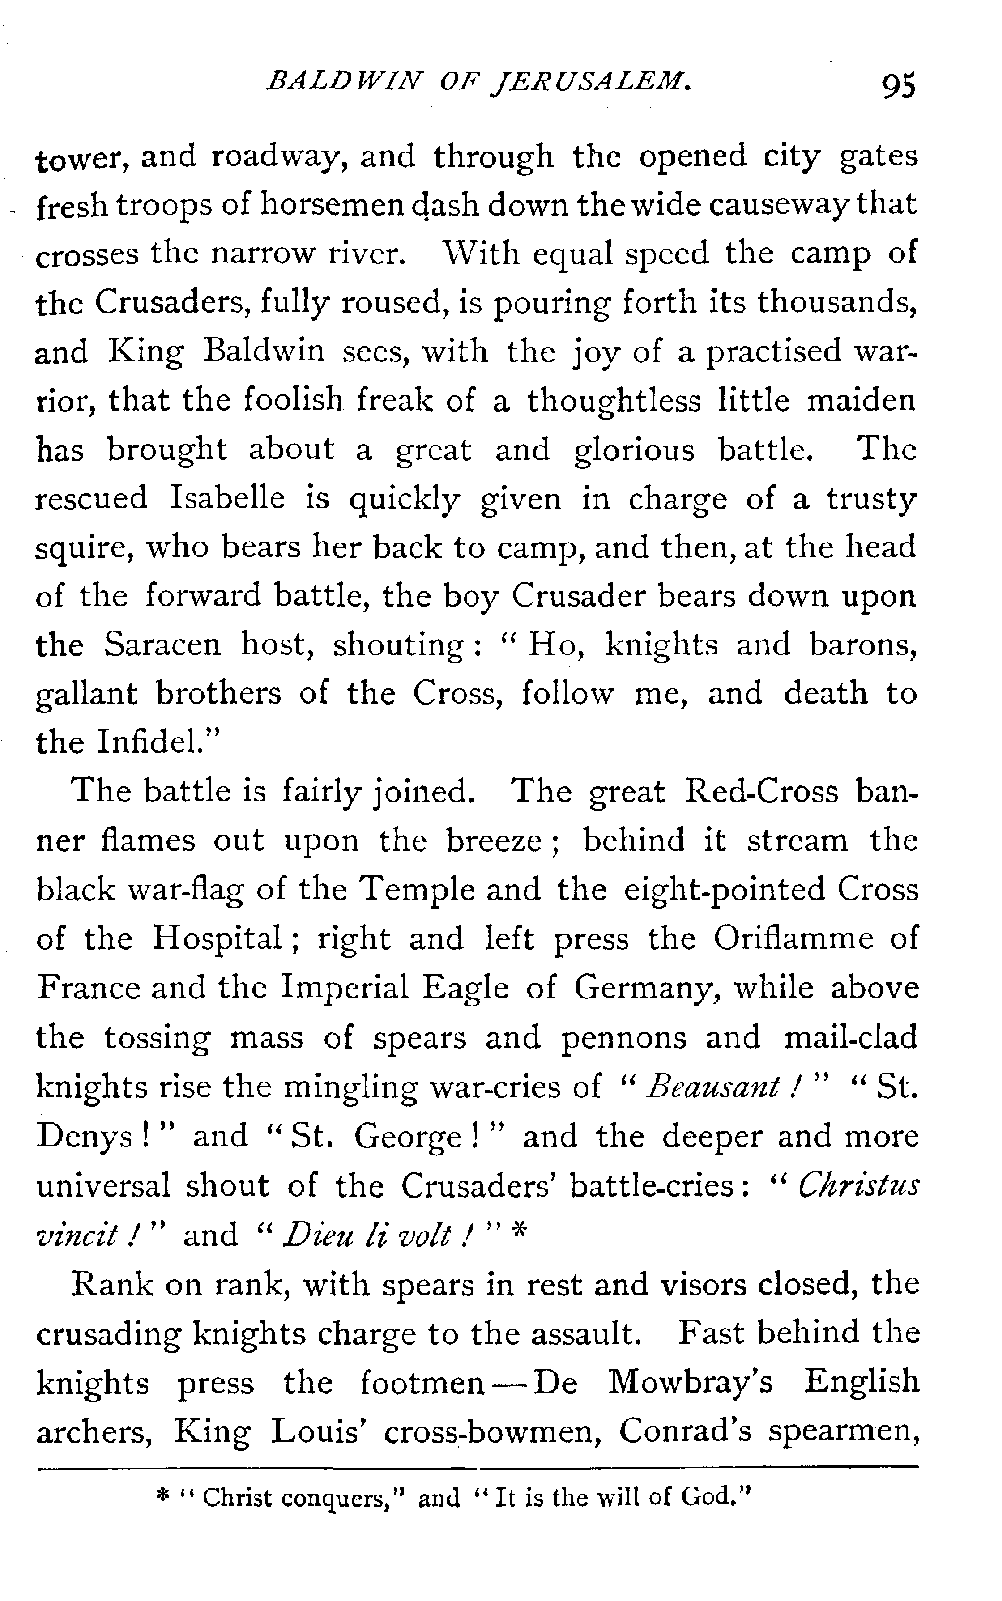 BALDWIN OF JERUSALEM. 95
tower, and roadway, and through the opened city gates
fresh troops of horsemen dash down the wide causeway that
crosses the narrow river. With equal speed the camp of
the Crusaders, fully roused, is pouring forth its thousands,
and King Baldwin sees, with the joy of a practised war-
rior, that the foolish freak of a thoughtless little maiden
has brought about a great and glorious battle. The
rescued Isabelle is quickly given in charge of a trusty
squire, who bears her back to camp, and then, at the head
of the forward battle, the boy Crusader bears down upon
the Saracen host, shouting : “ Ho, knights and barons,
gallant brothers of the Cross, follow me, and death to
the Infidel.”
The battle is fairly joined. The great Red-Cross ban-
ner flames out upon the breeze ; behind it stream the
black war-flag of the Temple and the eight-pointed Cross
of the Hospital ; right and left press the Oriflamme of
France and the Imperial Eagle of Germany, while above
the tossing mass of spears and pennons and mail-clad
knights rise the mingling war-cries of “ Beausant ! ” “ St.
Denys ! ” and “ St. George ! ” and the deeper and more
universal shout of the Crusaders’ battle-cries : “ Christus
vincit ! ” and “ Dieu li volt ! ” *
Rank on rank, with spears in rest and visors closed, the
crusading knights charge to the assault. Fast behind the
knights press the footmen—De Mowbray’s English
archers, King Louis’ cross-bowmen, Conrad’s spearmen,
* “ Christ conquers,” and “ It is the will of God.”